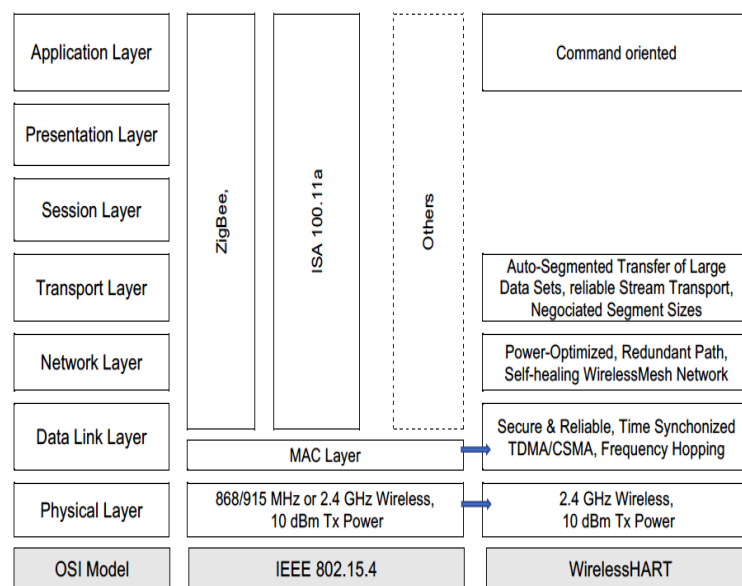 Application Layer
Presentation Layer
Session Layer
Transport Layer
Network Layer
Data Link Layer
Physical Layer
OSI Model
ZigBee,
ISA 100.11a
Others
MAC Layer
868/915 MHz or 2.4 GHz Wireless,
10 dBm Tx Power
IEEE 802.15.4
Command oriented
Auto-Segmented Transfer of Large
Data Sets, reliable Stream Transport,
Negociated Segment Sizes
Power-Optimized, Redundant Path,
Self-healing WirelessMesh Network
Secure & Reliable, Time Synchonized
TDMA/CSMA, Frequency Hopping
2.4 GHz Wireless,
10 dBm Tx Power
WirelessHART